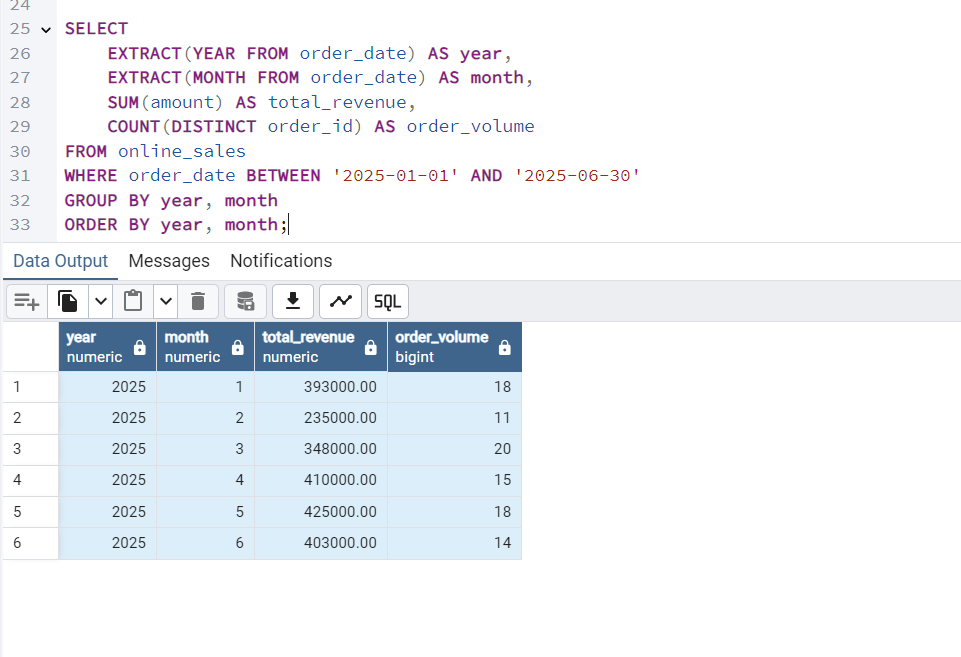 24
25 SELECT
26 EXTRACT(YEAR FROM order_date) AS year,
27 EXTRACT(MONTH FROM order_date) AS month,
28 SUM(amount) AS total_revenue,
29 COUNT(DISTINCT order_id) AS order_volume
30 FROM online_sales
31 WHERE order_date BETWEEN '2025-01-01' AND '2025-06-30'
32 GROUP BY year, month
33 ORDER BY year, month;
Data Output Messages Notifications
SQL
year month total_revenue order_volume
numeric numeric numeric bigint
1 2025 1 393000.00 18
2 2025 2 235000.00 11
3 2025 3 348000.00 20
4 2025 4 410000.00 15
5 2025 5 425000.00 18
6 2025 6 403000.00 14